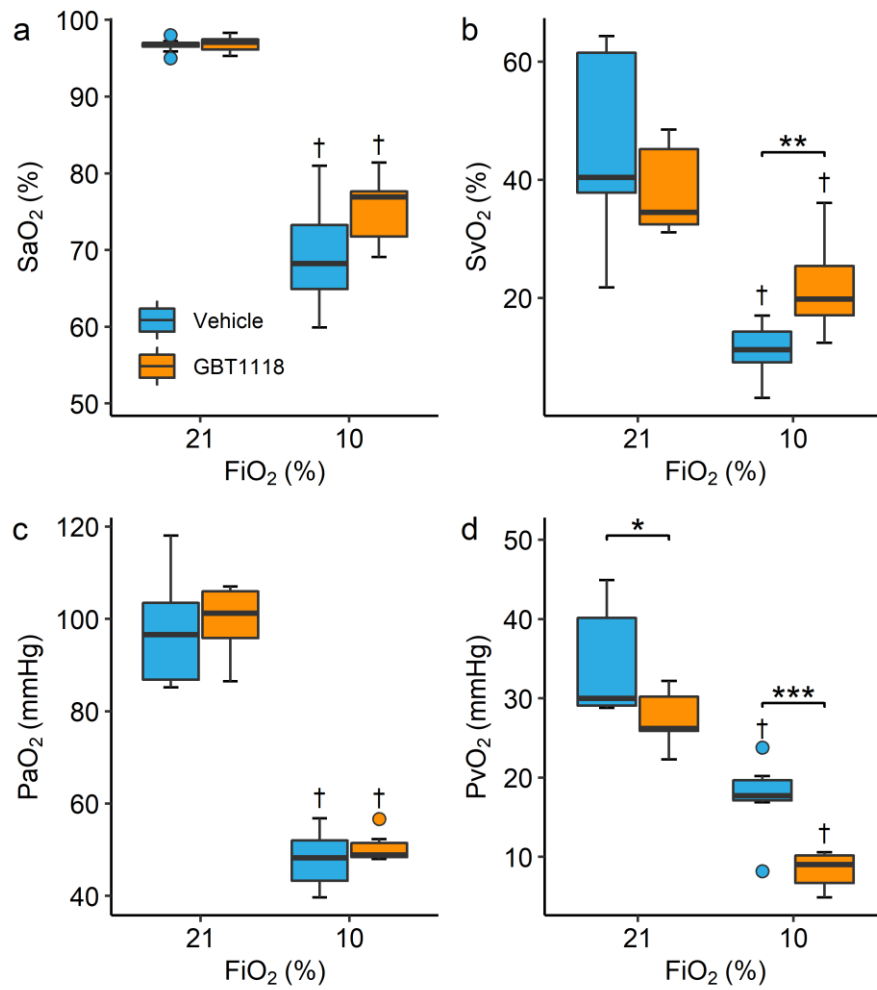 a
SaO₂ (%)
100
90
80
70
60
50
† †
Vehicle
GBT1118
21 10
FiO₂ (%)
b
SvO₂ (%)
60
40
20
**
† †
21 10
FiO₂ (%)
c
PaO₂ (mmHg)
120
100
80
60
40
† †
21 10
FiO₂ (%)
d
PvO₂ (mmHg)
50
40
30
20
10
*
***
†
†
21 10
FiO₂ (%)